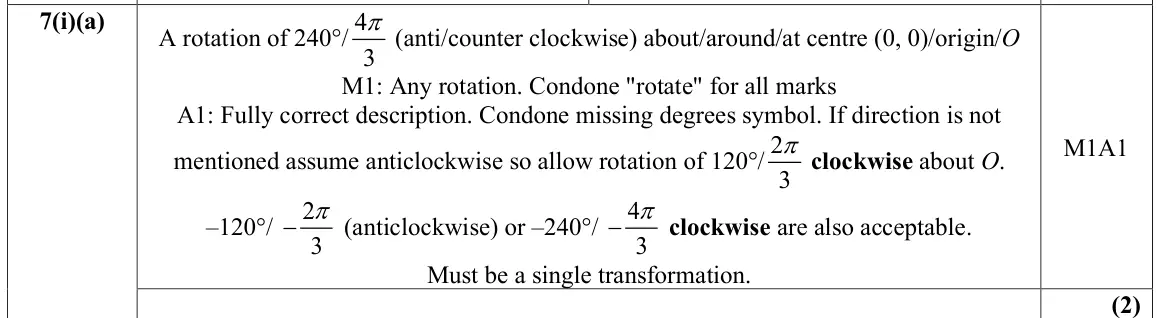 7(i)(a)
A rotation of 240°/ 4π/3 (anti/counter clockwise) about/around/at centre (0, 0)/origin/O
M1: Any rotation. Condone "rotate" for all marks
A1: Fully correct description. Condone missing degrees symbol. If direction is not
mentioned assume anticlockwise so allow rotation of 120°/ 2π/3 clockwise about O.
–120°/ −2π/3 (anticlockwise) or –240°/ −4π/3 clockwise are also acceptable.
Must be a single transformation.
M1A1
(2)